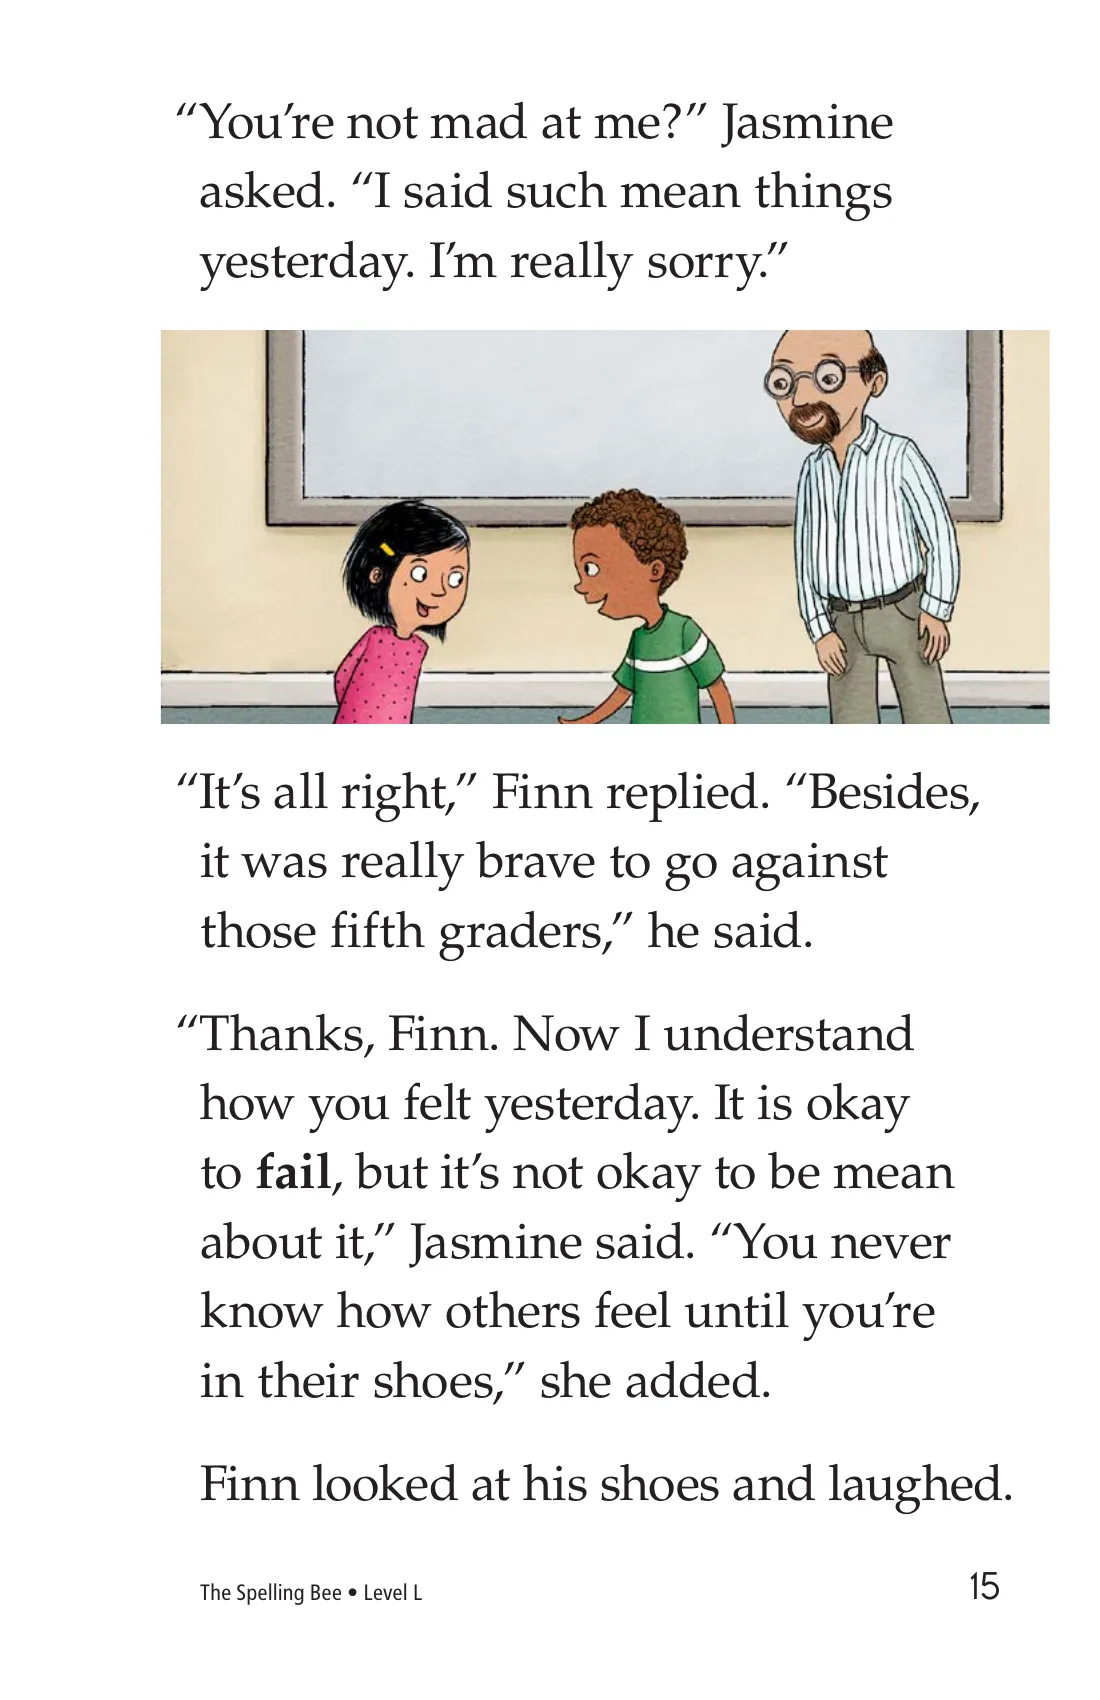 “You’re not mad at me?” Jasmine
asked. “I said such mean things
yesterday. I’m really sorry.”
“It’s all right,” Finn replied. “Besides,
it was really brave to go against
those fifth graders,” he said.
“Thanks, Finn. Now I understand
how you felt yesterday. It is okay
to fail, but it’s not okay to be mean
about it,” Jasmine said. “You never
know how others feel until you’re
in their shoes,” she added.
Finn looked at his shoes and laughed.
The Spelling Bee • Level L
15